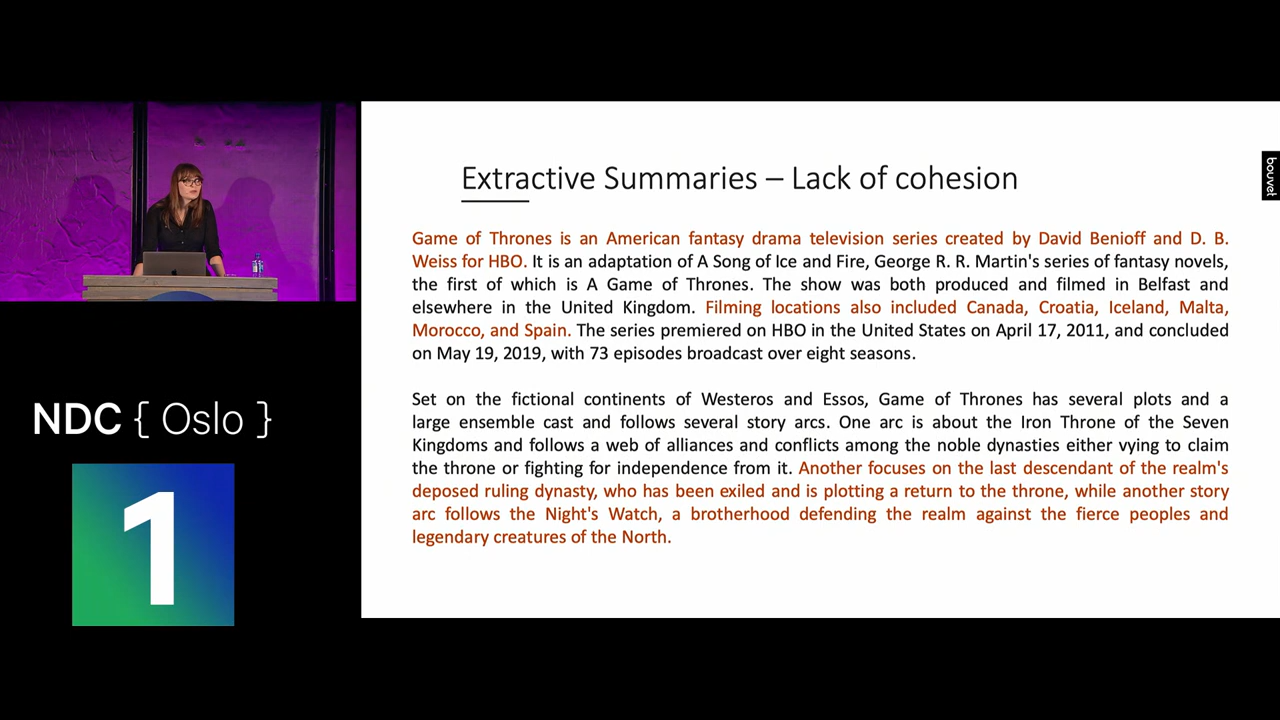 Extractive Summaries – Lack of cohesion
bouvet
Game of Thrones is an American fantasy drama television series created by David Benioff and D. B.
Weiss for HBO. It is an adaptation of A Song of Ice and Fire, George R. R. Martin's series of fantasy novels,
the first of which is A Game of Thrones. The show was both produced and filmed in Belfast and
elsewhere in the United Kingdom. Filming locations also included Canada, Croatia, Iceland, Malta,
Morocco, and Spain. The series premiered on HBO in the United States on April 17, 2011, and concluded
on May 19, 2019, with 73 episodes broadcast over eight seasons.
Set on the fictional continents of Westeros and Essos, Game of Thrones has several plots and a
large ensemble cast and follows several story arcs. One arc is about the Iron Throne of the Seven
Kingdoms and follows a web of alliances and conflicts among the noble dynasties either vying to claim
the throne or fighting for independence from it. Another focuses on the last descendant of the realm's
deposed ruling dynasty, who has been exiled and is plotting a return to the throne, while another story
arc follows the Night's Watch, a brotherhood defending the realm against the fierce peoples and
legendary creatures of the North.
NDC { Oslo }
1